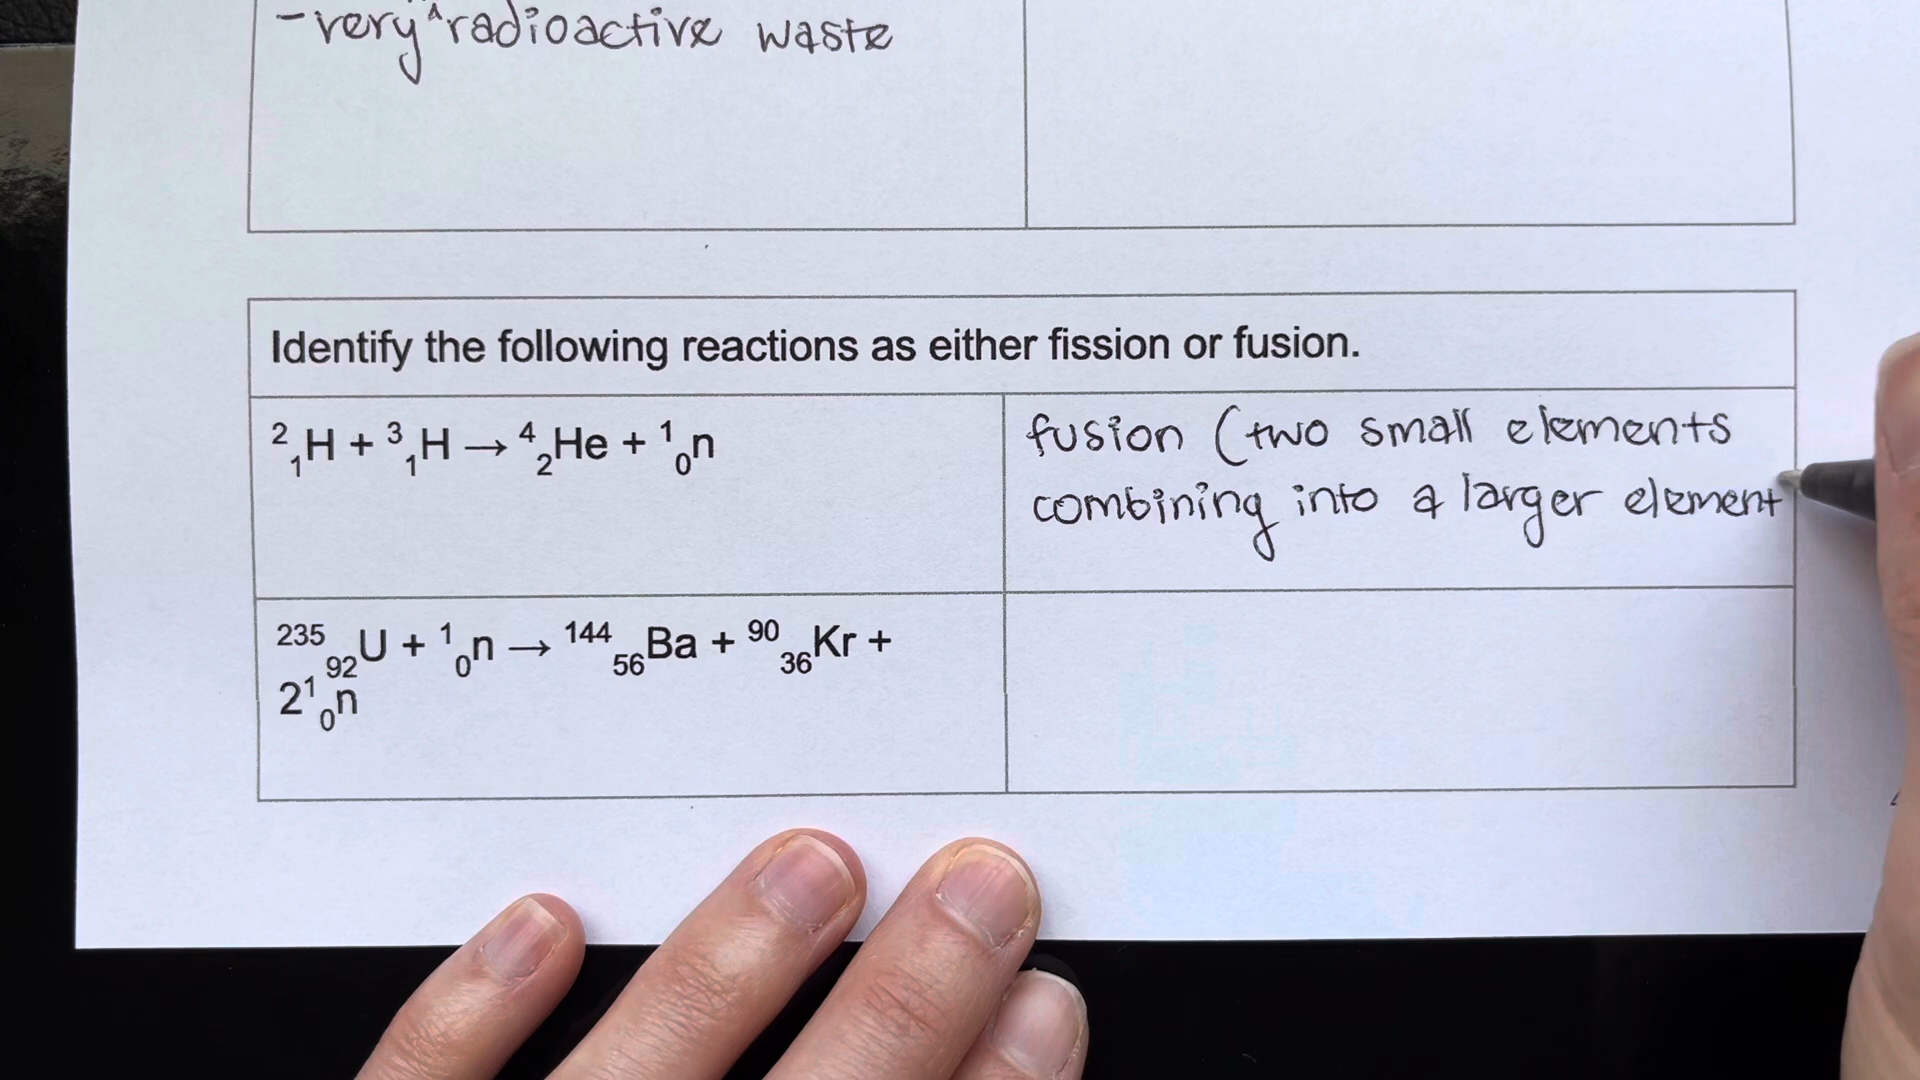 -very ^ radioactive waste
Identify the following reactions as either fission or fusion.
²₁H + ³₁H → ⁴₂He + ¹₀n
fusion (two small elements
combining into a larger element
²³⁵₉₂U + ¹₀n → ¹⁴⁴₅₆Ba + ⁹⁰₃₆Kr +
2¹₀n